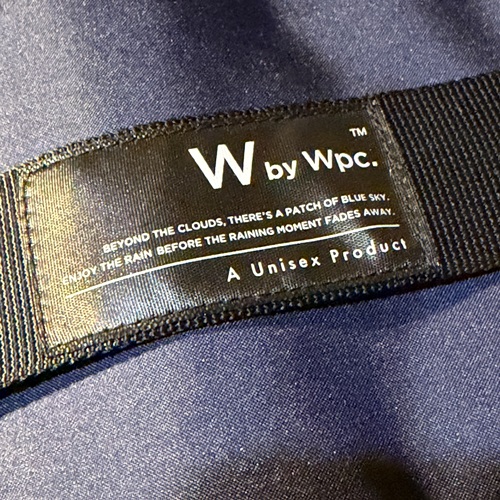 W by Wpc.™
BEYOND THE CLOUDS, THERE'S A PATCH OF BLUE SKY.
ENJOY THE RAIN BEFORE THE RAINING MOMENT FADES AWAY.
A Unisex Product